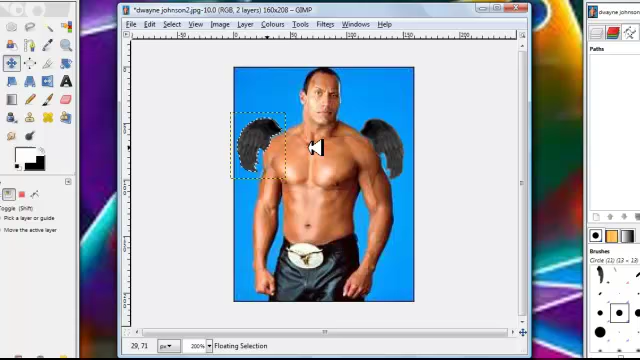 *dwayne johnson2.jpg-10.0 (RGB, 2 layers) 160x208 – GIMP
File Edit Select View Image Layer Colours Tools Filters Windows Help
29, 71 px 200% Floating Selection
Toggle (Shift)
Pick a layer or guide
Move the active layer
dwayne johnson
Paths
Brushes
Circle (11) (13 × 13)